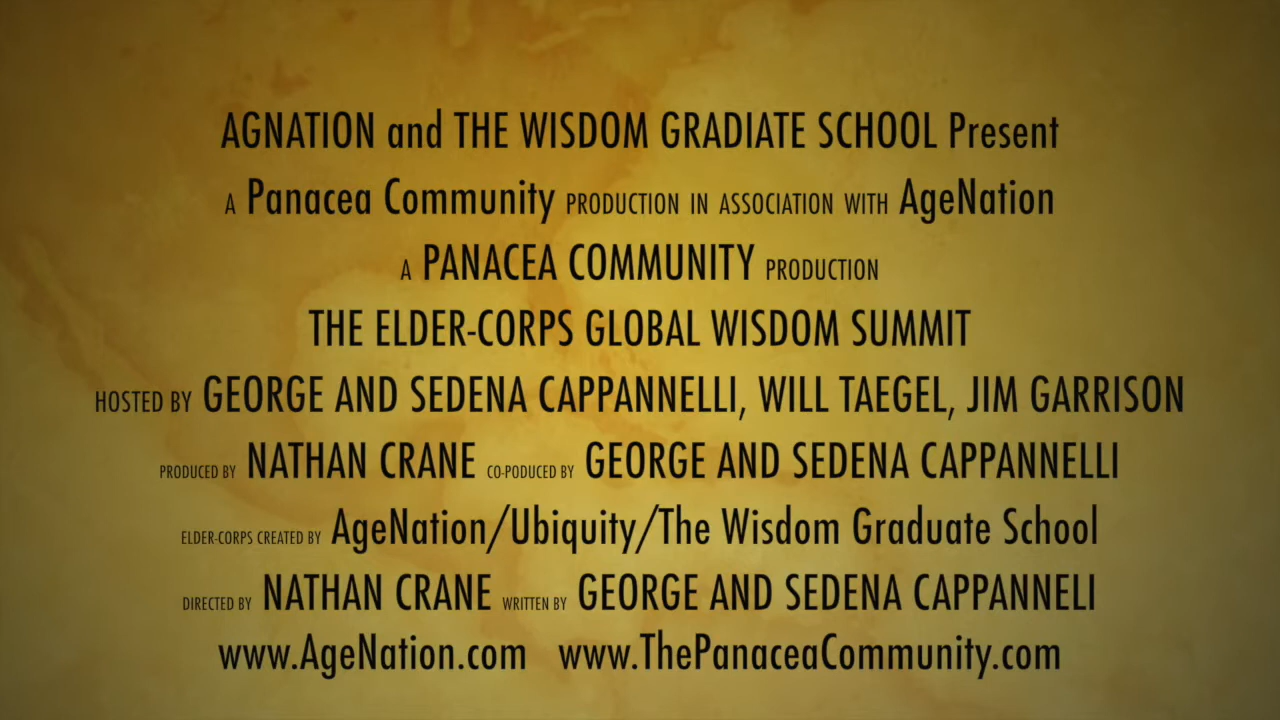 AGNATION and THE WISDOM GRADIATE SCHOOL Present
A Panacea Community PRODUCTION IN ASSOCIATION WITH AgeNation
A PANACEA COMMUNITY PRODUCTION
THE ELDER-CORPS GLOBAL WISDOM SUMMIT
HOSTED BY GEORGE AND SEDENA CAPPANNELLI, WILL TAEGEL, JIM GARRISON
PRODUCED BY NATHAN CRANE CO-PODUCED BY GEORGE AND SEDENA CAPPANNELLI
ELDER-CORPS CREATED BY AgeNation/Ubiquity/The Wisdom Graduate School
DIRECTED BY NATHAN CRANE WRITTEN BY GEORGE AND SEDENA CAPPANNELI
www.AgeNation.com www.ThePanaceaCommunity.com